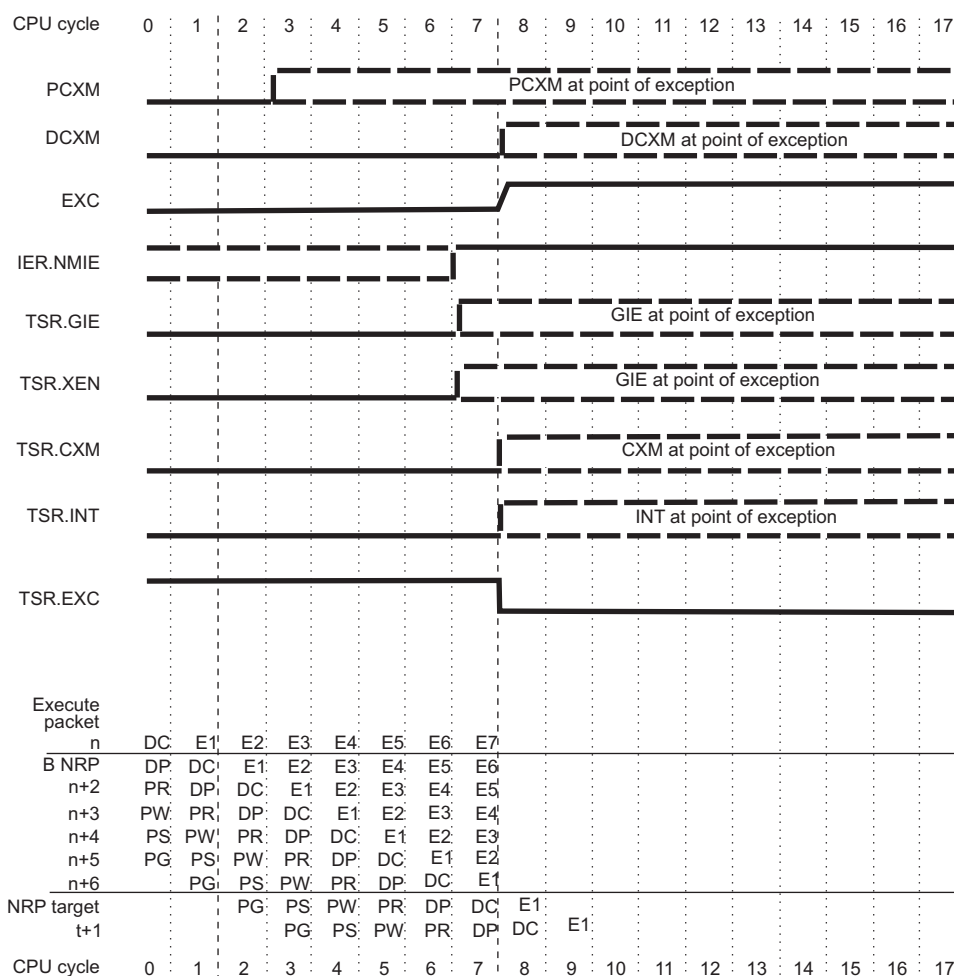 CPU cycle 0 1 2 3 4 5 6 7 8 9 10 11 12 13 14 15 16 17
PCXM PCXM at point of exception
DCXM DCXM at point of exception
EXC
IER.NMIE
TSR.GIE GIE at point of exception
TSR.XEN GIE at point of exception
TSR.CXM CXM at point of exception
TSR.INT INT at point of exception
TSR.EXC
Execute
packet
n DC E1 E2 E3 E4 E5 E6 E7
B NRP DP DC E1 E2 E3 E4 E5 E6
n+2 PR DP DC E1 E2 E3 E4 E5
n+3 PW PR DP DC E1 E2 E3 E4
n+4 PS PW PR DP DC E1 E2 E3
n+5 PG PS PW PR DP DC E1 E2
n+6 PG PS PW PR DP DC E1
NRP target PG PS PW PR DP DC E1
t+1 PG PS PW PR DP DC E1
CPU cycle 0 1 2 3 4 5 6 7 8 9 10 11 12 13 14 15 16 17